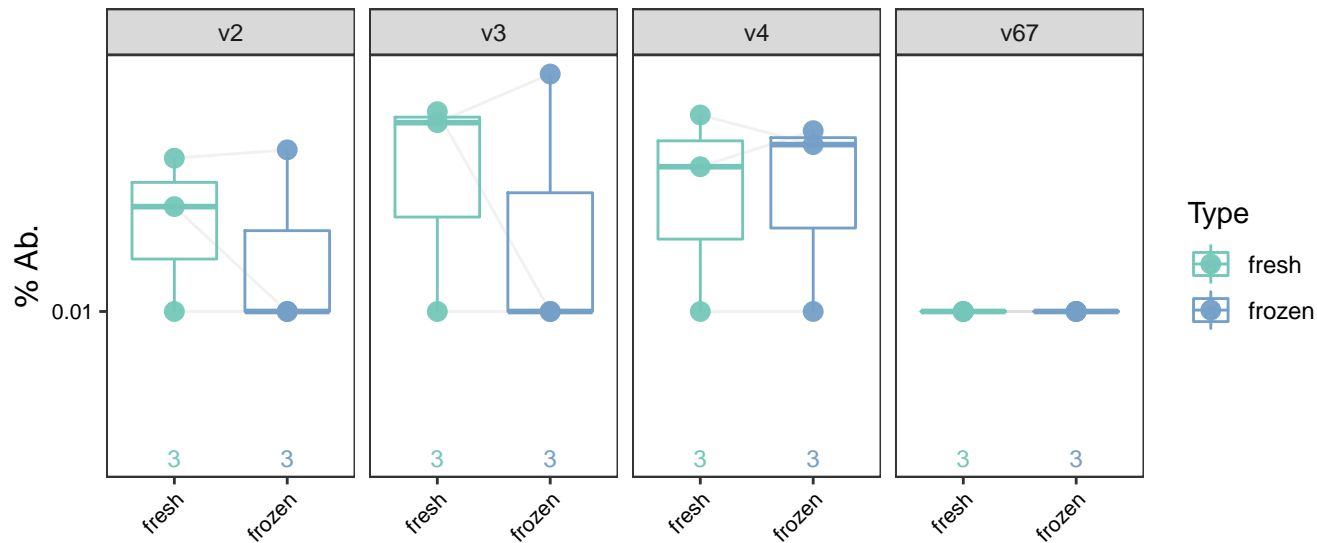 v2 v3 v4 v67
% Ab.
0.01
Type
fresh
frozen
3 3 3 3 3 3 3 3
fresh frozen fresh frozen fresh frozen fresh frozen